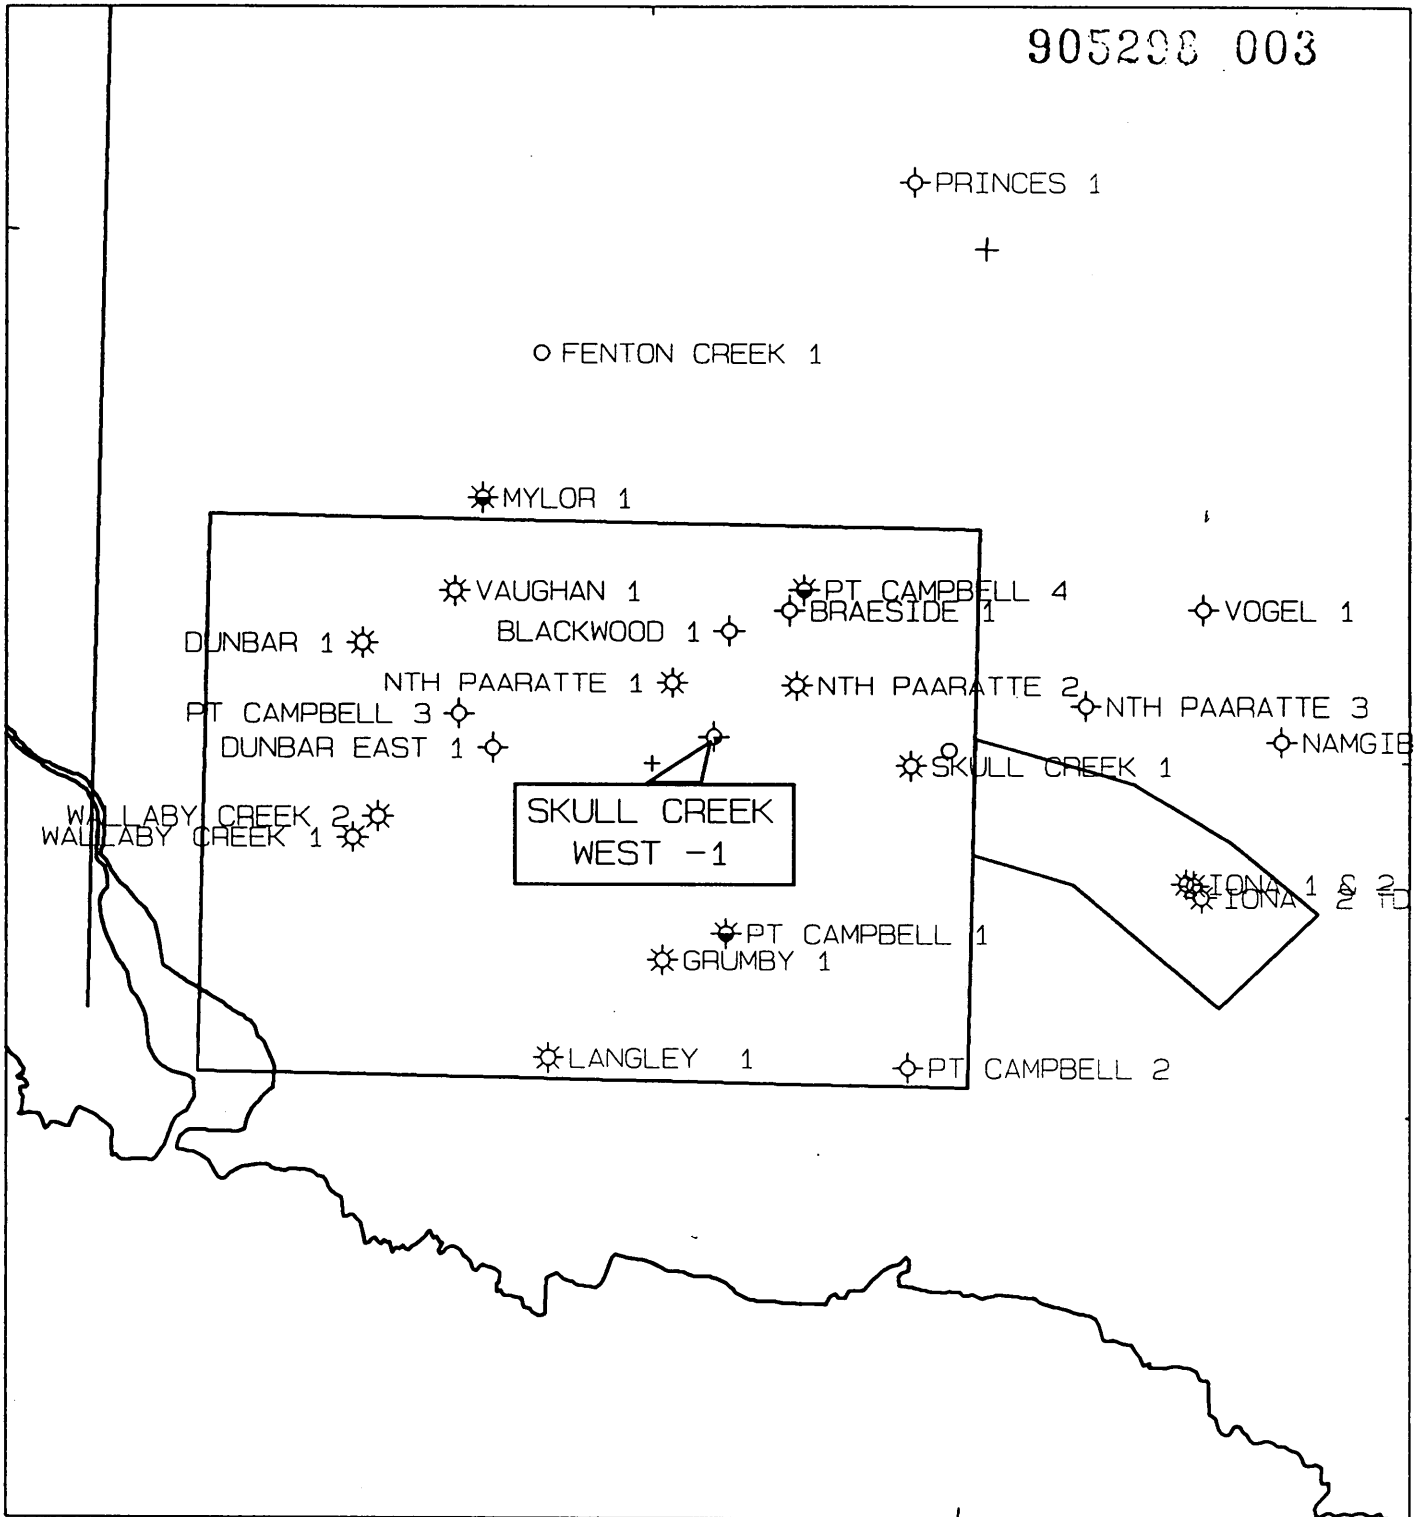 905298 003
PRINCES 1
FENTON CREEK 1
MYLOR 1
VAUGHAN 1
PT CAMPBELL 4
BRAESIDE 1
VOGEL 1
BLACKWOOD 1
DUNBAR 1
NTH PAARATTE 1
NTH PAARATTE 2
NTH PAARATTE 3
PT CAMPBELL 3
DUNBAR EAST 1
NAMGIB
SKULL CREEK 1
SKULL CREEK
WEST -1
WALLABY CREEK 2
WALLABY CREEK 1
IONA 1 & 2
IONA 2 TD
PT CAMPBELL 1
GRUMBY 1
LANGLEY 1
PT CAMPBELL 2